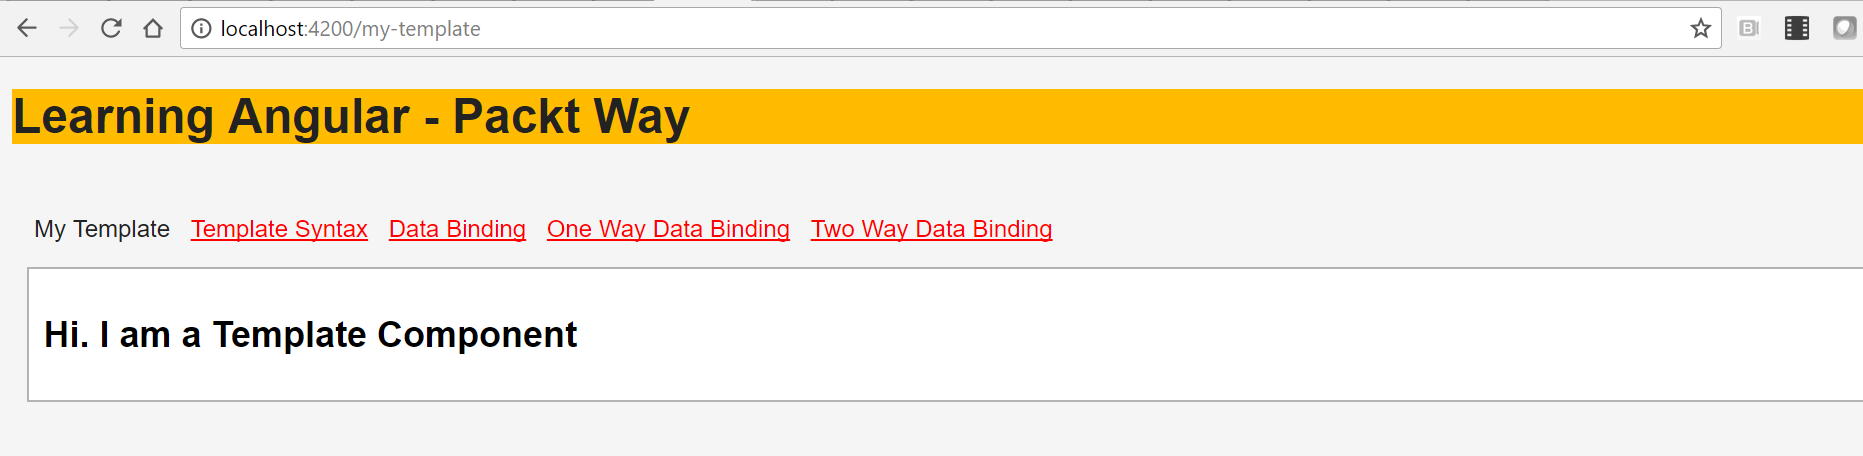 localhost:4200/my-template
Learning Angular - Packt Way
My Template Template Syntax Data Binding One Way Data Binding Two Way Data Binding
Hi. I am a Template Component